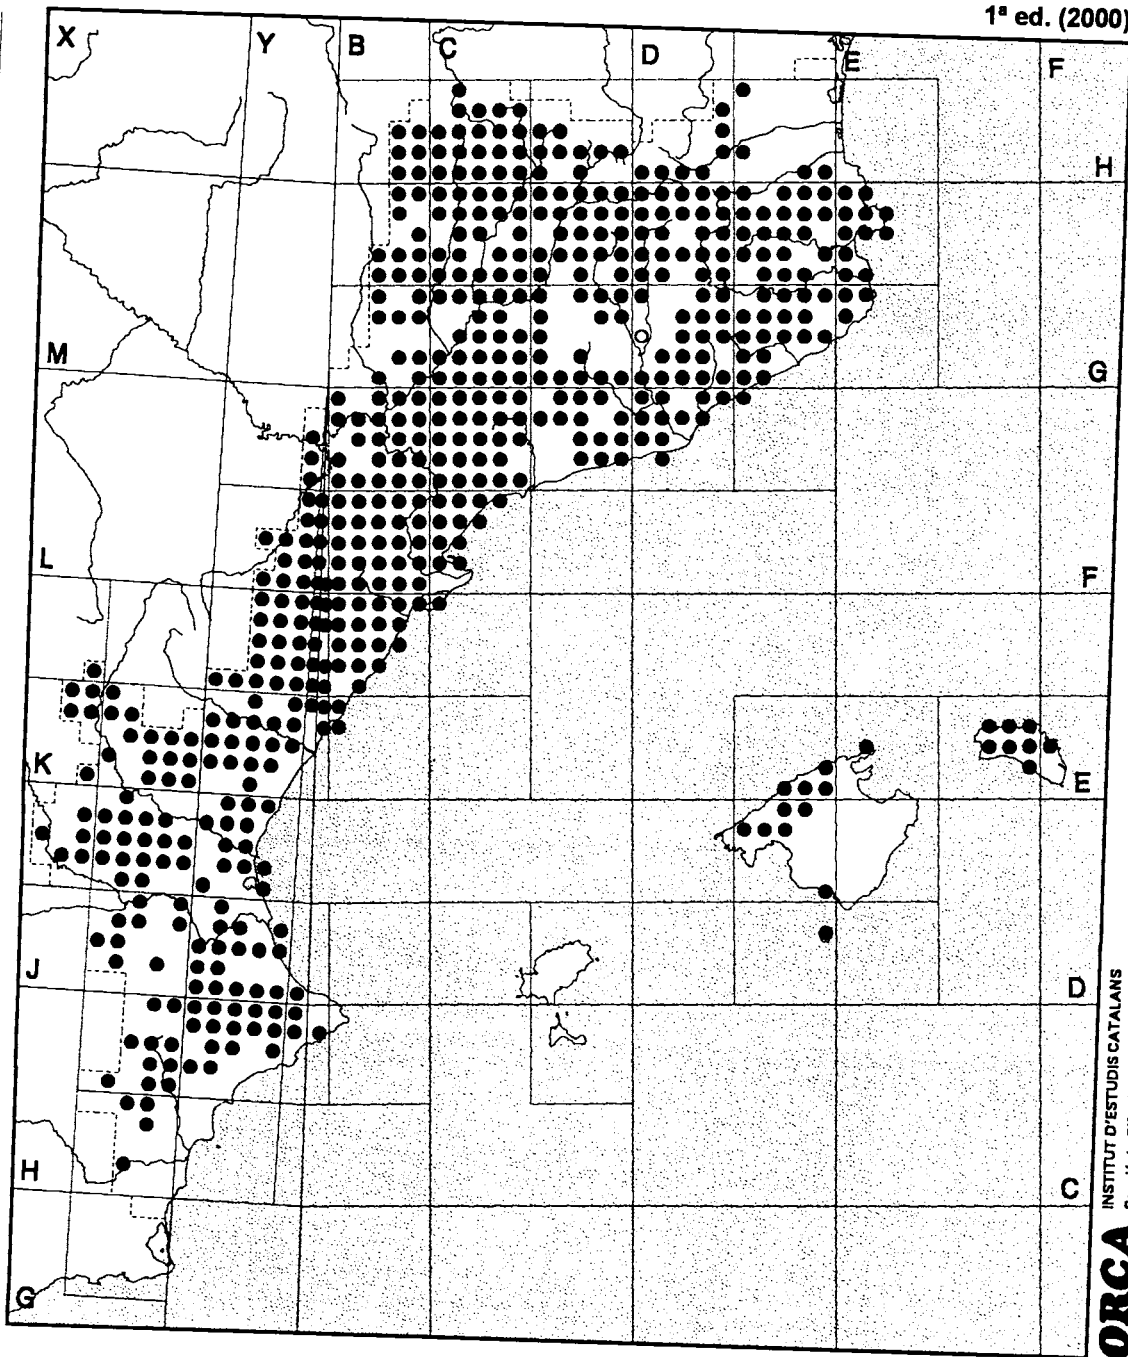 1ª ed. (2000)
X Y B C D E F
H
M G
L F
K E
J D
H C
G
INSTITUT D'ESTUDIS CATALANS
ORCA